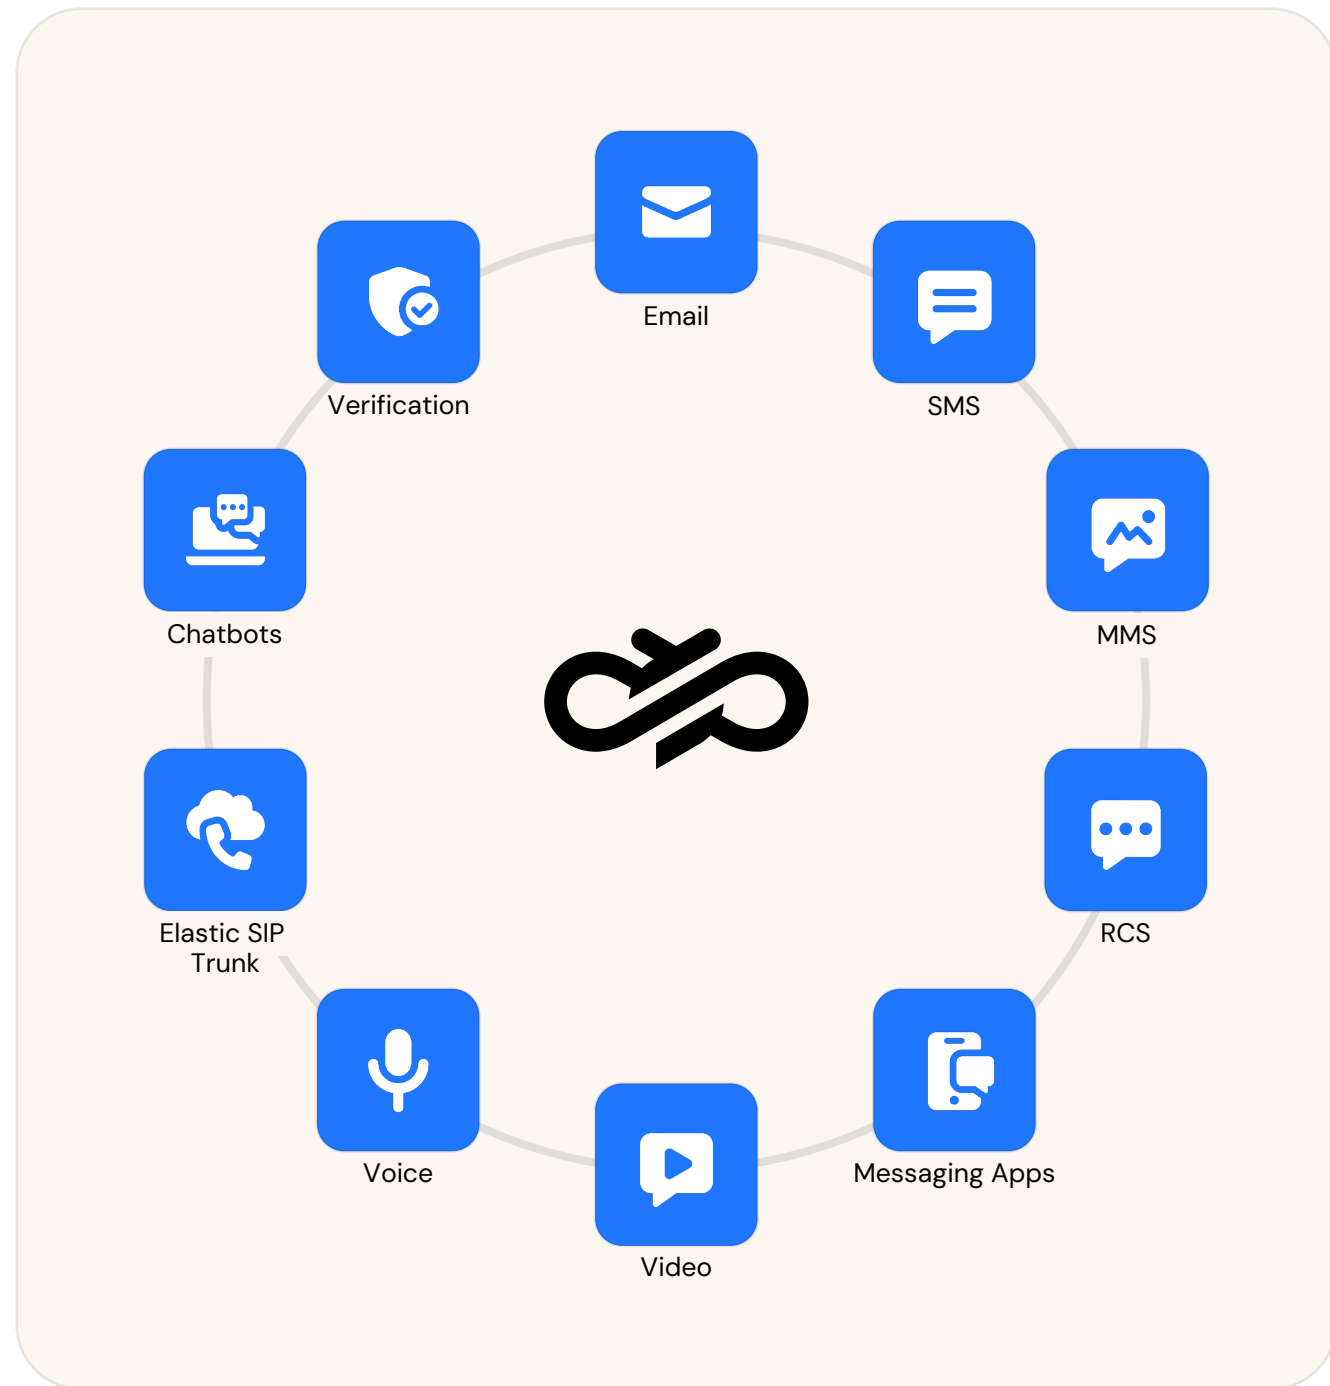 Email
Verification
SMS
Chatbots
MMS
Elastic SIP
Trunk
RCS
Voice
Messaging Apps
Video